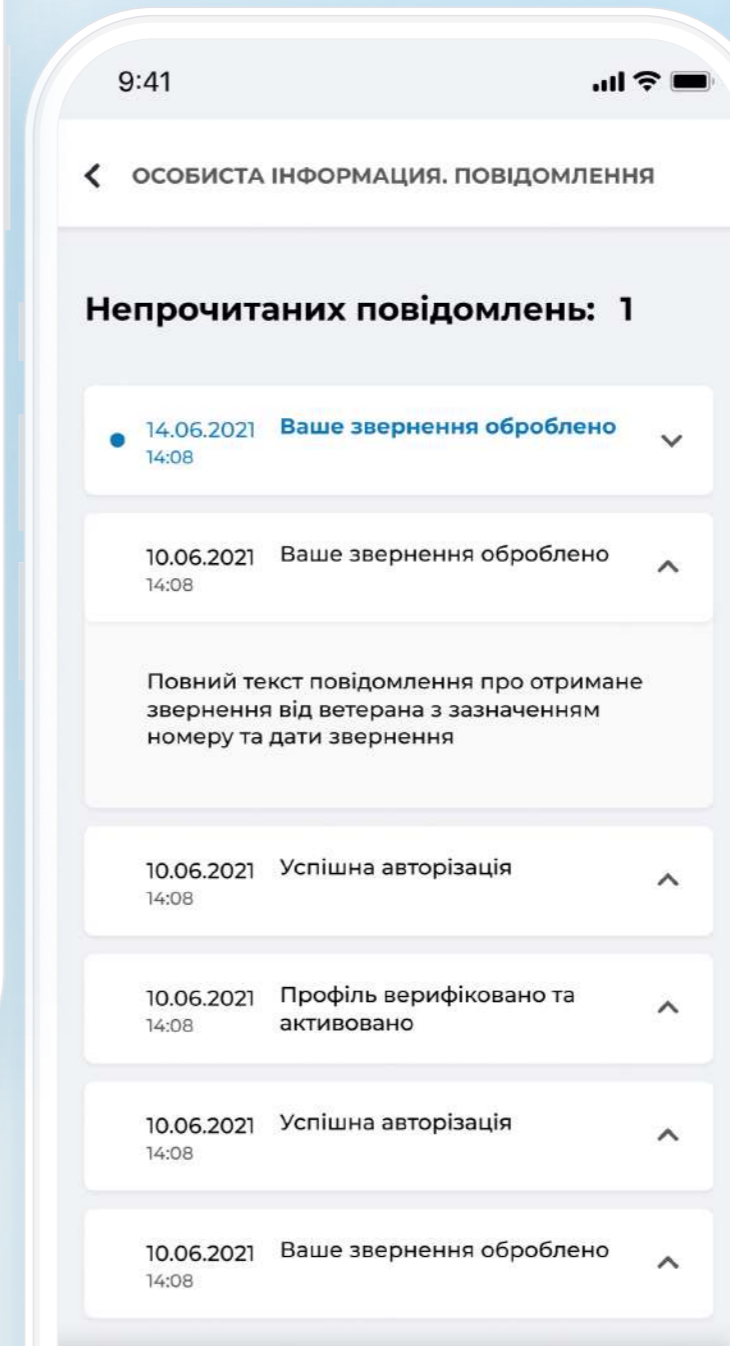 9:41
ОСОБИСТА ІНФОРМАЦИЯ. ПОВІДОМЛЕННЯ
Непрочитаних повідомлень: 1
14.06.2021 Ваше звернення оброблено
14:08
10.06.2021 Ваше звернення оброблено
14:08
Повний текст повідомлення про отримане
звернення від ветерана з зазначенням
номеру та дати звернення
10.06.2021 Успішна авторізація
14:08
10.06.2021 Профіль верифіковано та
14:08 активовано
10.06.2021 Успішна авторізація
14:08
10.06.2021 Ваше звернення оброблено
14:08